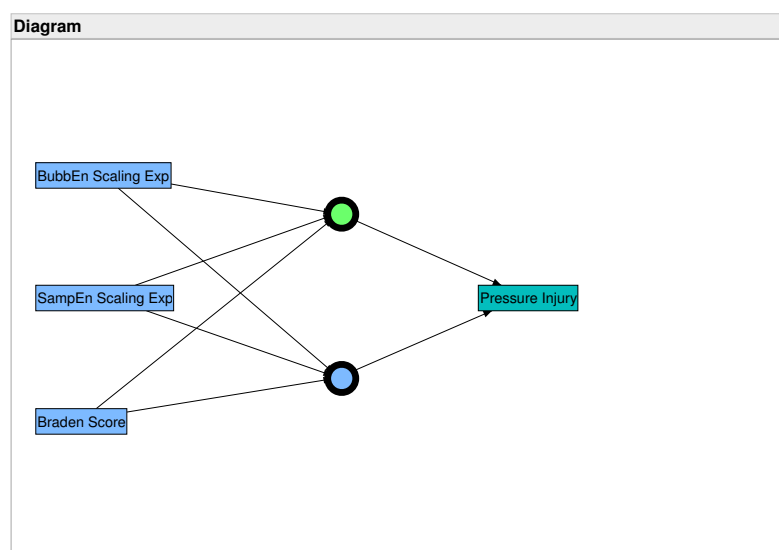 Diagram
BubbEn Scaling Exp
SampEn Scaling Exp
Pressure Injury
Braden Score